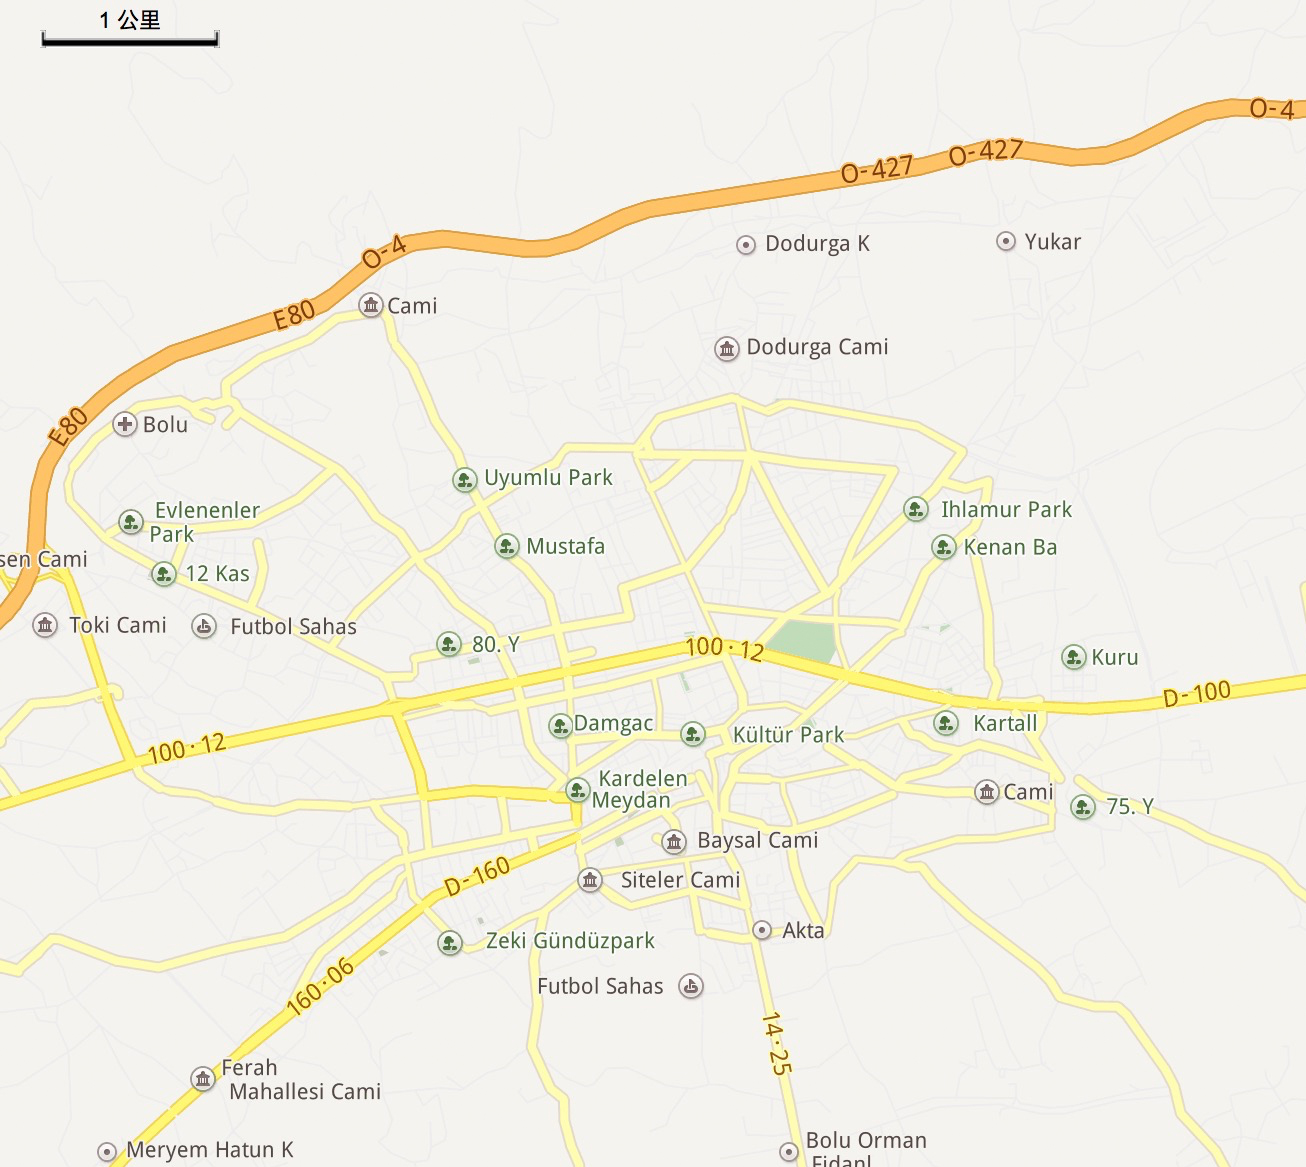 1 公里
O-4
O-427
O-427
Dodurga K
Yukar
O-4
E80
Cami
Dodurga Cami
E80
Bolu
Uyumlu Park
Evlenenler
Park
Ihlamur Park
Mustafa
Kenan Ba
sen Cami
12 Kas
Toki Cami
Futbol Sahas
80. Y
100·12
Kuru
D-100
100·12
Damgac
Kültür Park
Kartall
Kardelen
Meydan
Cami
75. Y
Baysal Cami
D-160
Siteler Cami
Zeki Gündüzpark
Akta
160·06
Futbol Sahas
14·25
Ferah
Mahallesi Cami
Meryem Hatun K
Bolu Orman
Fidanl